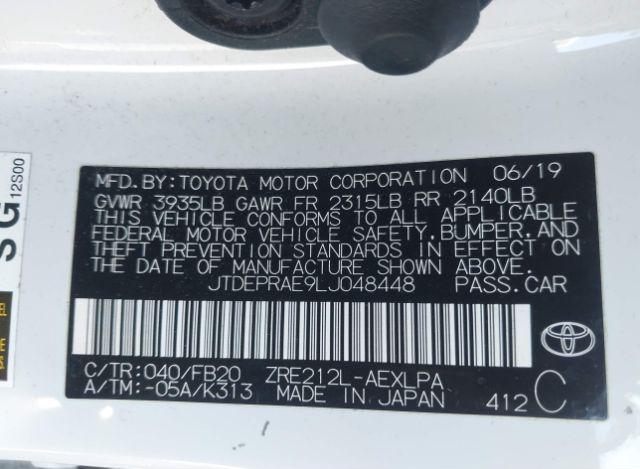 MFD.BY:TOYOTA MOTOR CORPORATION 06/19
GVWR 3935LB GAWR FR 2315LB RR 2140LB
THIS VEHICLE CONFORMS TO ALL APPLICABLE
FEDERAL MOTOR VEHICLE SAFETY,BUMPER,AND
THEFT PREVENTION STANDARDS IN EFFECT ON
THE DATE OF MANUFACTURE SHOWN ABOVE.
JTDEPRAE9LJ048448 PASS.CAR
C/TR:040/FB20 ZRE212L-AEXLPA
A/TM:-05A/K313 MADE IN JAPAN 412 C
SG
12S00